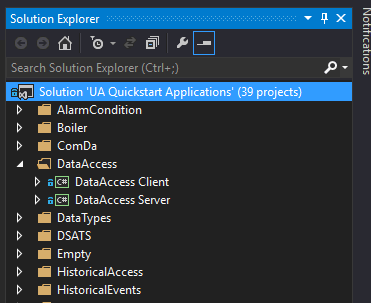 Solution Explorer
Search Solution Explorer (Ctrl+;)
Solution 'UA Quickstart Applications' (39 projects)
AlarmCondition
Boiler
ComDa
DataAccess
C# DataAccess Client
C# DataAccess Server
DataTypes
DSATS
Empty
HistoricalAccess
HistoricalEvents
Notifications